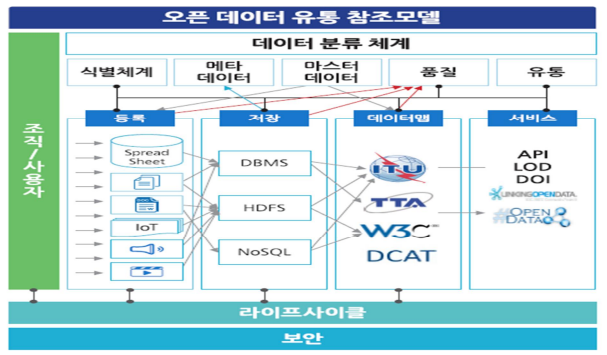 오픈 데이터 유통 참조모델
데이터 분류 체계
식별체계
메타
데이터
마스터
데이터
품질
유통
조직/사용자
등록
저장
데이터맵
서비스
Spread
Sheet
IoT
DBMS
HDFS
NoSQL
ITU
TTA
W3C
DCAT
API
LOD
DOI
LINKINGOPENDATA
#OPEN
DATA
라이프사이클
보안